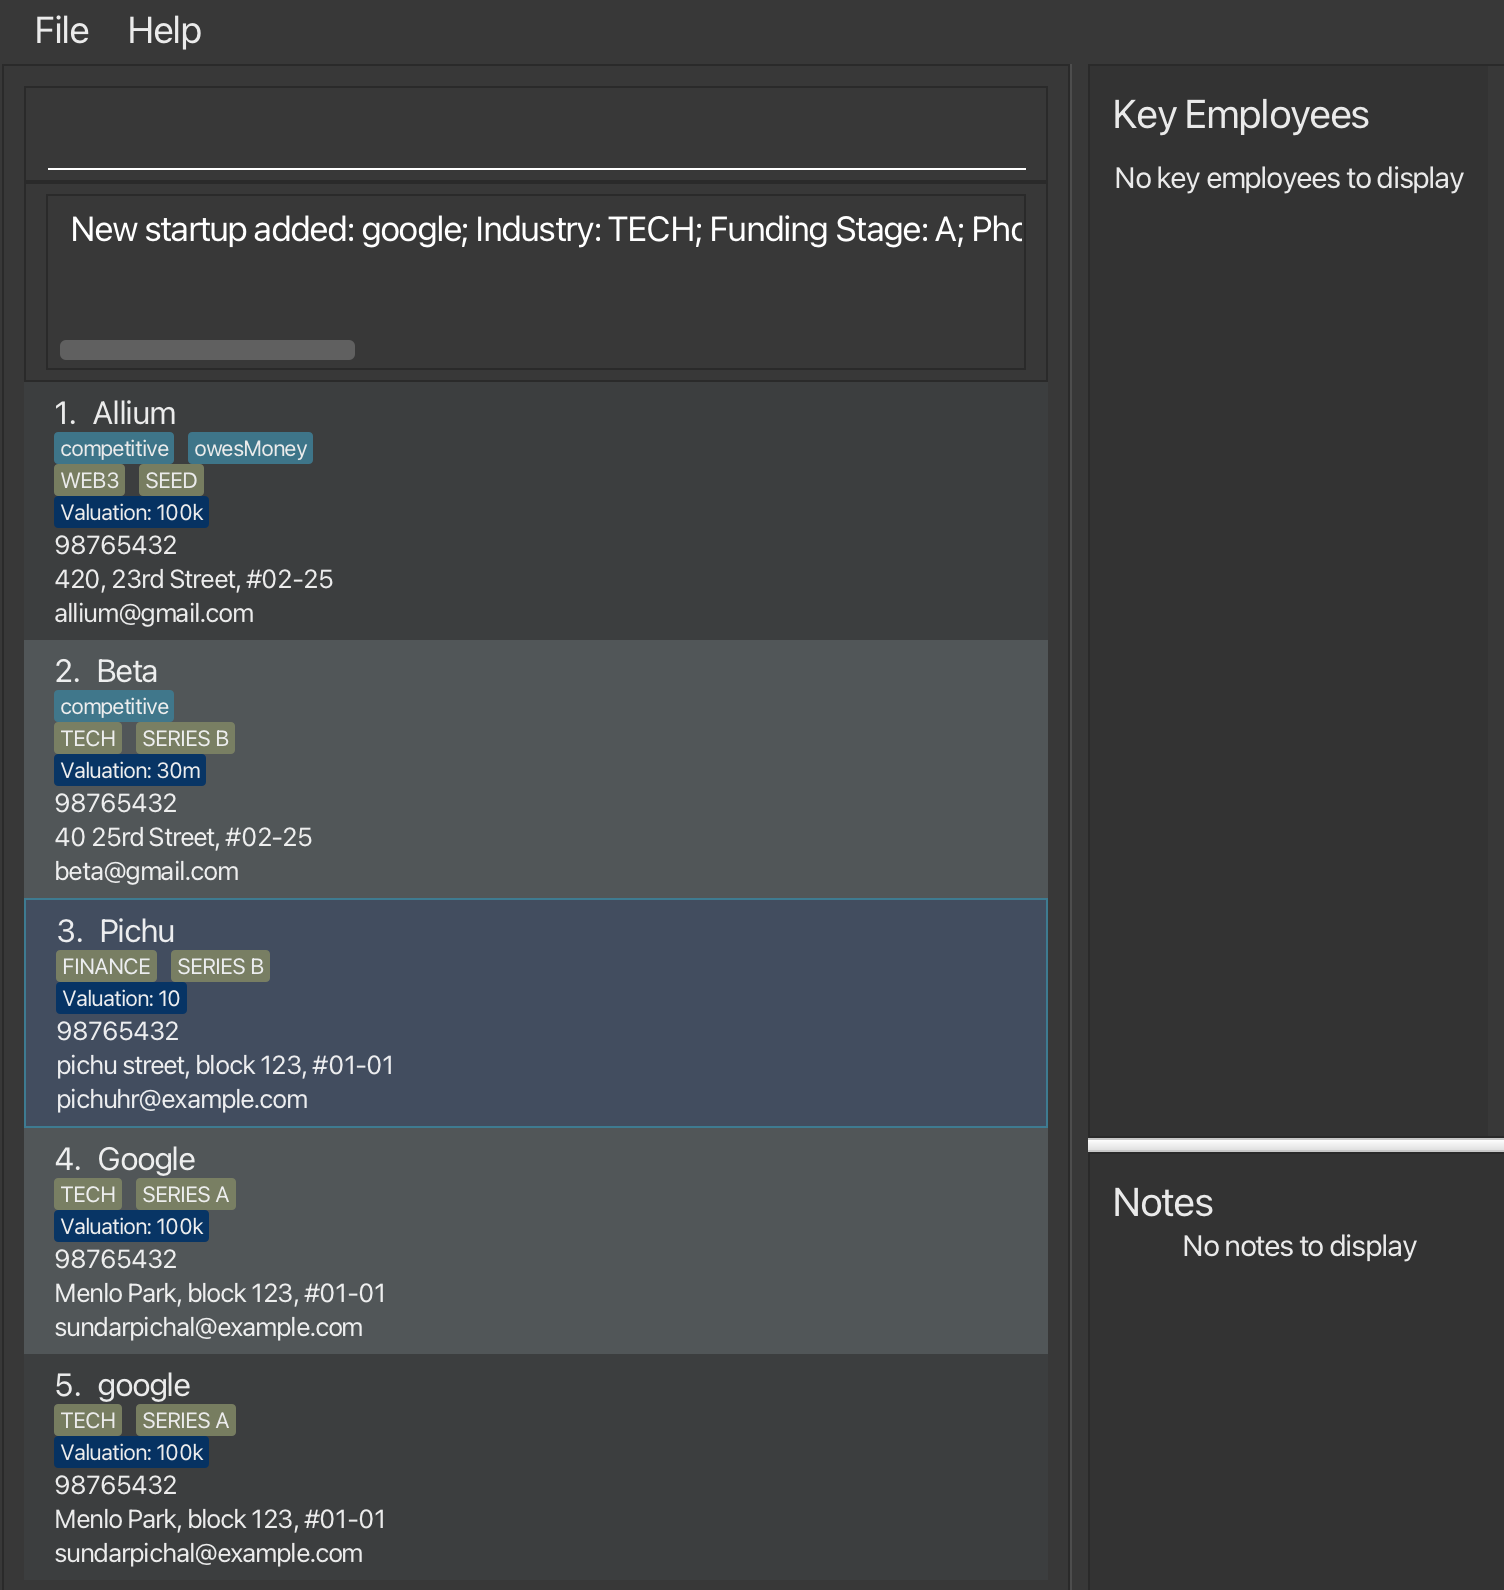 File Help
New startup added: google; Industry: TECH; Funding Stage: A; Pho
1. Allium
competitive owesMoney
WEB3 SEED
Valuation: 100k
98765432
420, 23rd Street, #02-25
allium@gmail.com
2. Beta
competitive
TECH SERIES B
Valuation: 30m
98765432
40 25rd Street, #02-25
beta@gmail.com
3. Pichu
FINANCE SERIES B
Valuation: 10
98765432
pichu street, block 123, #01-01
pichuhr@example.com
4. Google
TECH SERIES A
Valuation: 100k
98765432
Menlo Park, block 123, #01-01
sundarpichal@example.com
5. google
TECH SERIES A
Valuation: 100k
98765432
Menlo Park, block 123, #01-01
sundarpichal@example.com
Key Employees
No key employees to display
Notes
No notes to display